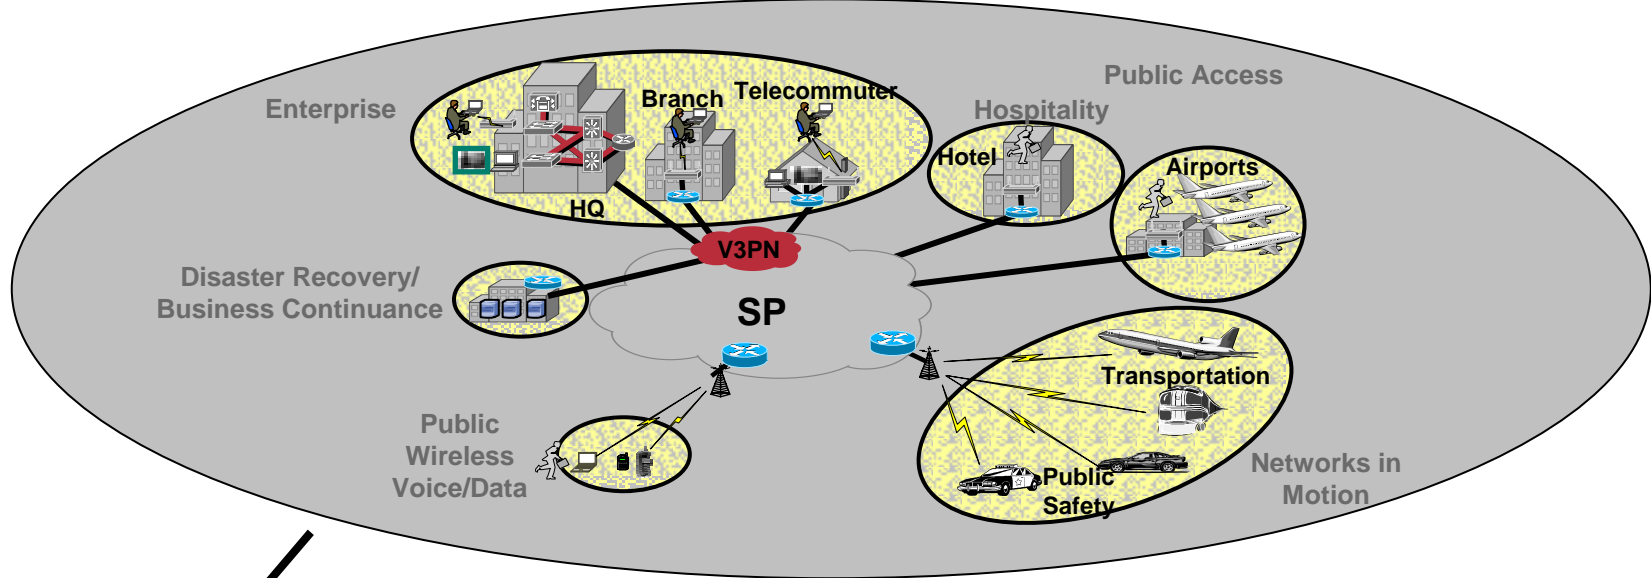 Public Access
Enterprise
Branch
Telecommuter
Hospitality
Hotel
Airports
HQ
V3PN
Disaster Recovery/
Business Continuance
SP
Transportation
Public
Wireless
Voice/Data
Public
Safety
Networks in
Motion